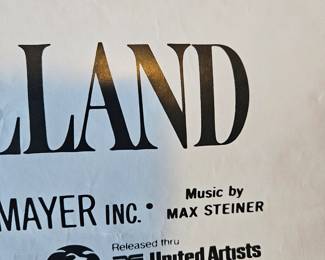 LLAND
MAYER INC.•
Music by
MAX STEINER
Released thru
United Artists